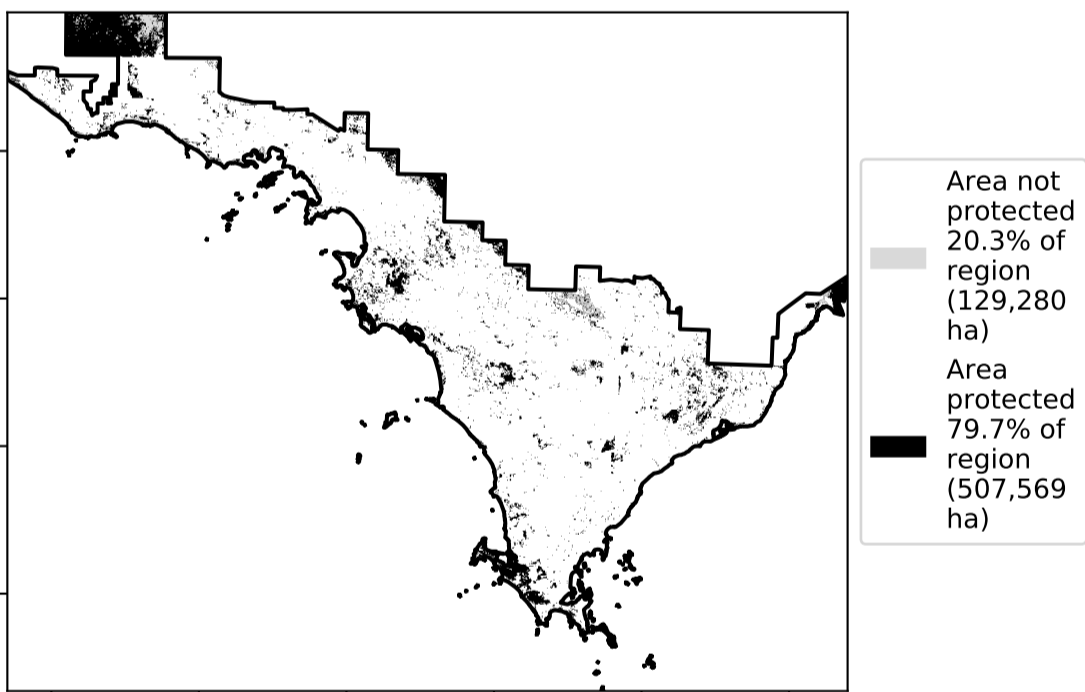 Area not
protected
20.3% of
region
(129,280
ha)
Area
protected
79.7% of
region
(507,569
ha)